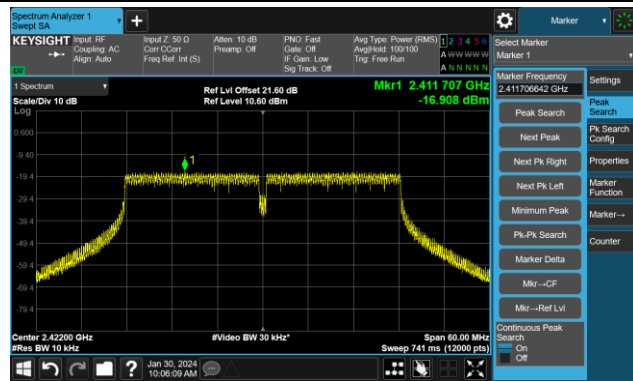 Spectrum Analyzer 1
Swept SA
Marker
KEYSIGHT
Input: RF
Coupling: AC
Align: Auto
Input Z: 50 Ω
Corr CCorr
Freq Ref: Int (S)
Atten: 10 dB
Preamp: Off
PNO: Fast
Gate: Off
IF Gain: Low
Sig Track: Off
Avg Type: Power (RMS)
Avg|Hold: 100/100
Trig: Free Run
1 2 3 4 5 6
A W W W W W
A N N N N N
LXI
Select Marker
Marker 1
1 Spectrum
Scale/Div 10 dB
Log
Ref Lvl Offset 21.60 dB
Ref Level 10.60 dBm
Mkr1 2.411 707 GHz
-16.908 dBm
Marker Frequency
2.411706642 GHz
Settings
Peak Search
Peak
Search
Next Peak
Pk Search
Config
Next Pk Right
Properties
Next Pk Left
Marker
Function
Minimum Peak
Marker→
Pk-Pk Search
Counter
Marker Delta
Mkr→CF
Mkr→Ref Lvl
Continuous Peak
Search
On
Off
0.600
-9.40
-19.4
-29.4
-39.4
-49.4
-59.4
-69.4
-79.4
1
Center 2.42200 GHz
#Res BW 10 kHz
#Video BW 30 kHz*
Span 60.00 MHz
Sweep 741 ms (12000 pts)
?
Jan 30, 2024
10:06:09 AM